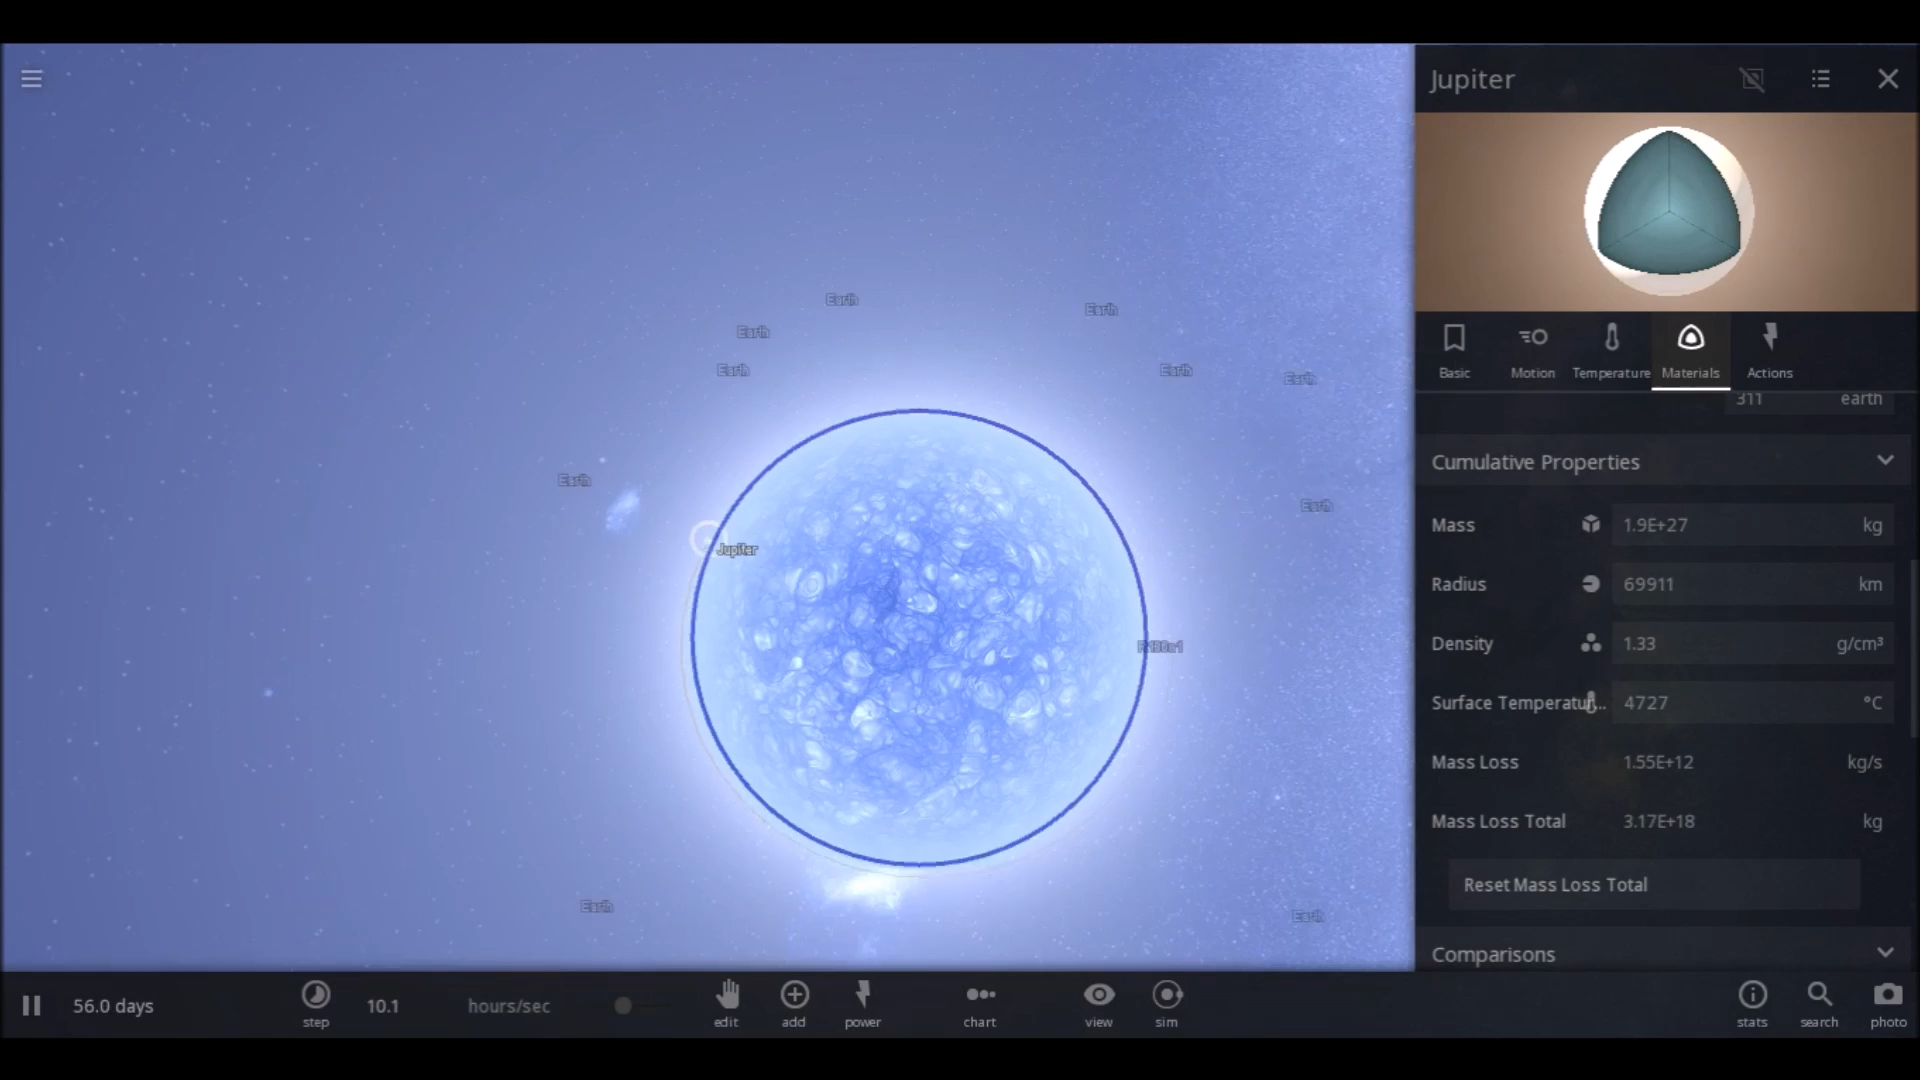 Jupiter
Basic
Motion
Temperature
Materials
Actions
311 earth
Cumulative Properties
Mass 1.9E+27 kg
Radius 69911 km
Density 1.33 g/cm³
Surface Temperatur... 4727 °C
Mass Loss 1.55E+12 kg/s
Mass Loss Total 3.17E+18 kg
Reset Mass Loss Total
Comparisons
Earth
Earth
Earth
Earth
Earth
Earth
Earth
Earth
Jupiter
Earth
Earth
56.0 days
step
10.1 hours/sec
edit
add
power
chart
view
sim
stats
search
photo